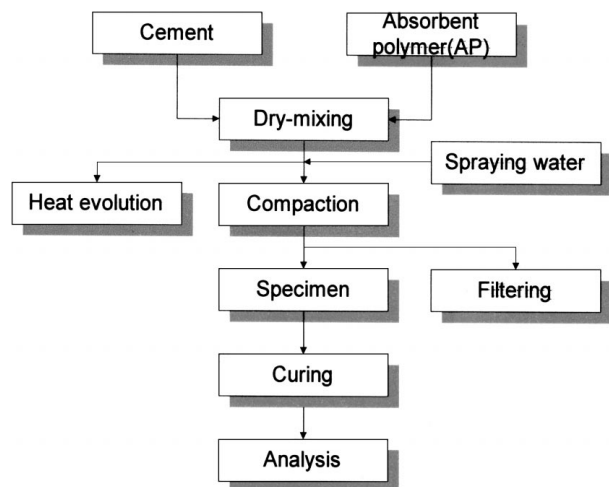 Cement
Absorbent
polymer(AP)
Dry-mixing
Spraying water
Heat evolution
Compaction
Specimen
Filtering
Curing
Analysis